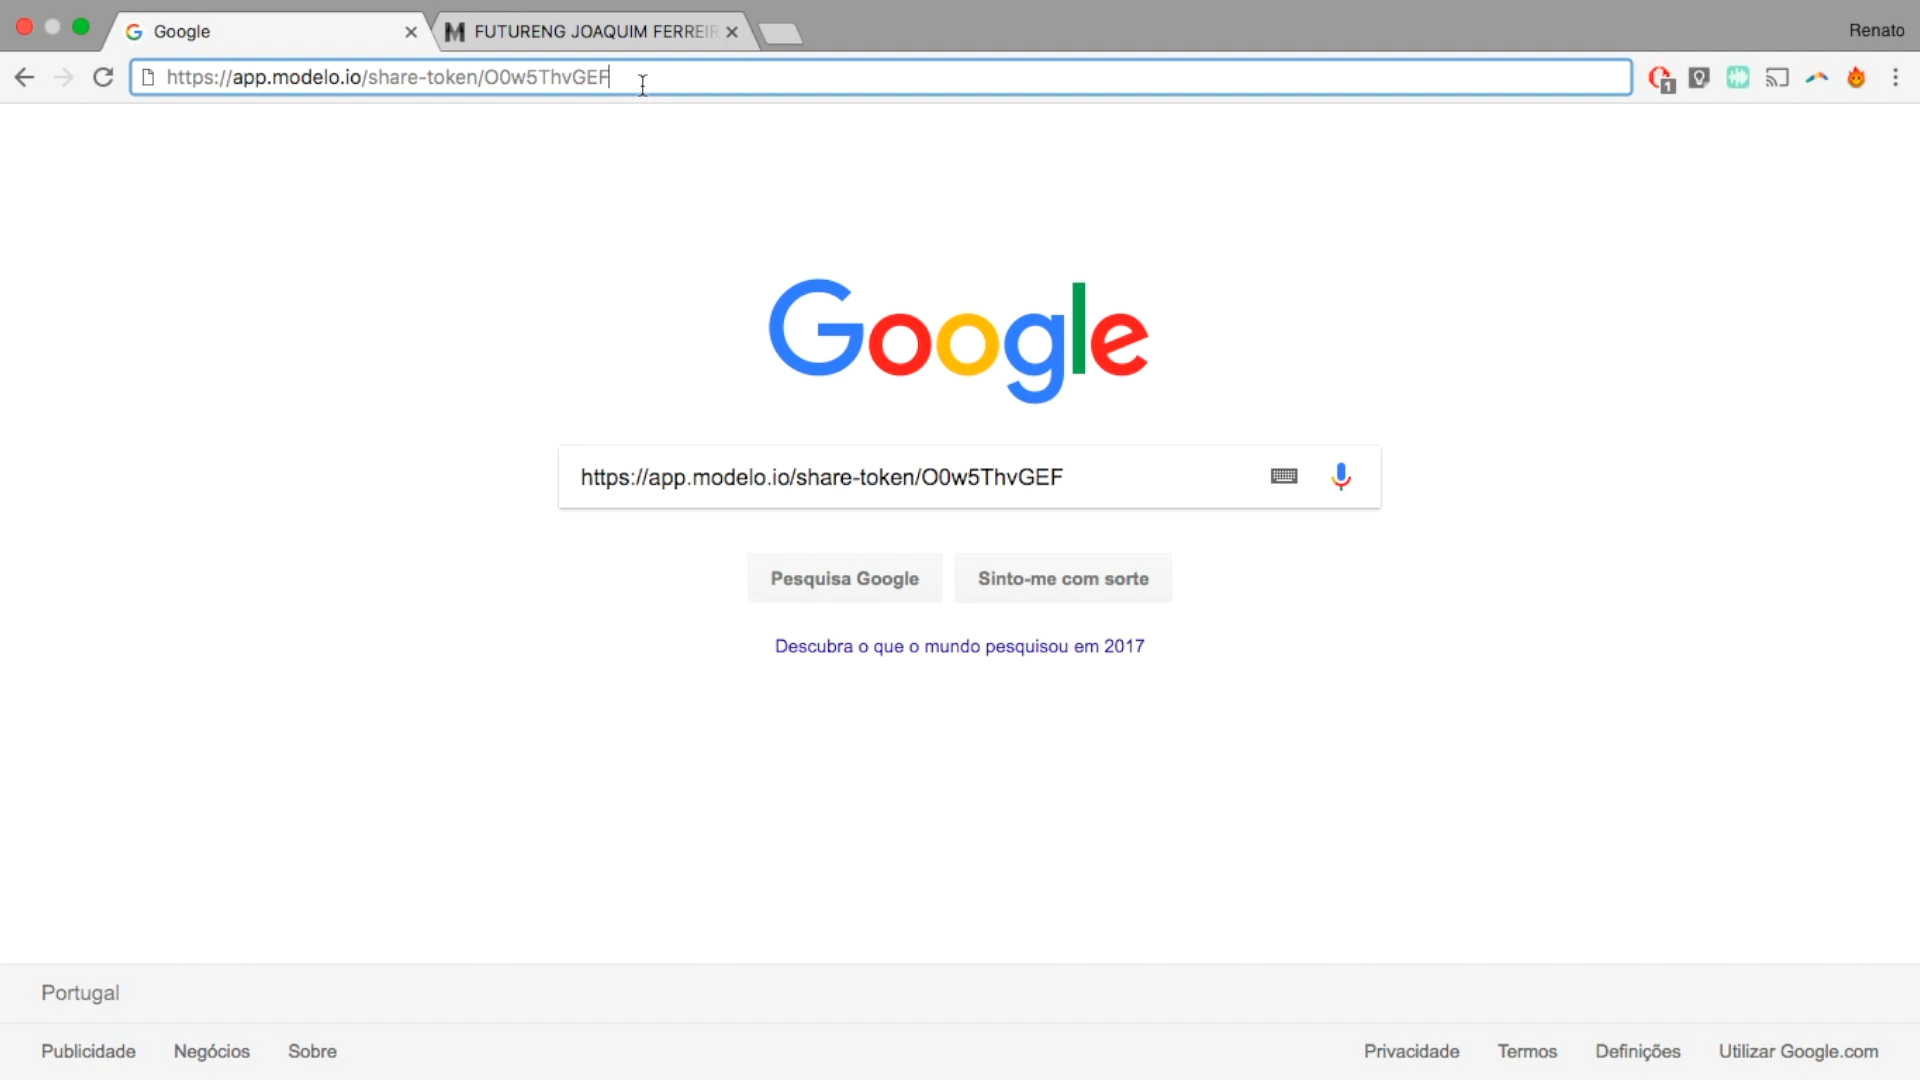 Google
FUTURENG JOAQUIM FERREIR
Renato
https://app.modelo.io/share-token/O0w5ThvGEF
1
Google
https://app.modelo.io/share-token/O0w5ThvGEF
Pesquisa Google
Sinto-me com sorte
Descubra o que o mundo pesquisou em 2017
Portugal
Publicidade
Negócios
Sobre
Privacidade
Termos
Definições
Utilizar Google.com